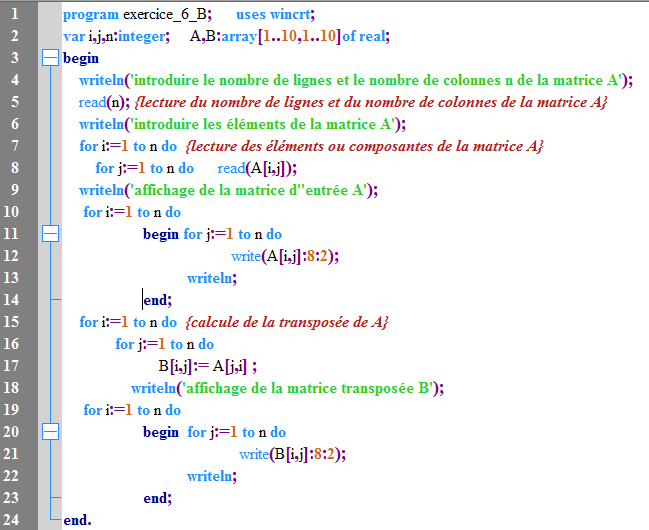 1 program exercice_6_B; uses wincrt;
2 var i,j,n:integer; A,B:array[1..10,1..10]of real;
3 begin
4 writeln('introduire le nombre de lignes et le nombre de colonnes n de la matrice A');
5 read(n); {lecture du nombre de lignes et du nombre de colonnes de la matrice A}
6 writeln('introduire les éléments de la matrice A');
7 for i:=1 to n do {lecture des éléments ou composantes de la matrice A}
8 for j:=1 to n do read(A[i,j]);
9 writeln('affichage de la matrice d''entrée A');
10 for i:=1 to n do
11 begin for j:=1 to n do
12 write(A[i,j]:8:2);
13 writeln;
14 end;
15 for i:=1 to n do {calcule de la transposée de A}
16 for j:=1 to n do
17 B[i,j]:= A[j,i] ;
18 writeln('affichage de la matrice transposée B');
19 for i:=1 to n do
20 begin for j:=1 to n do
21 write(B[i,j]:8:2);
22 writeln;
23 end;
24 end.